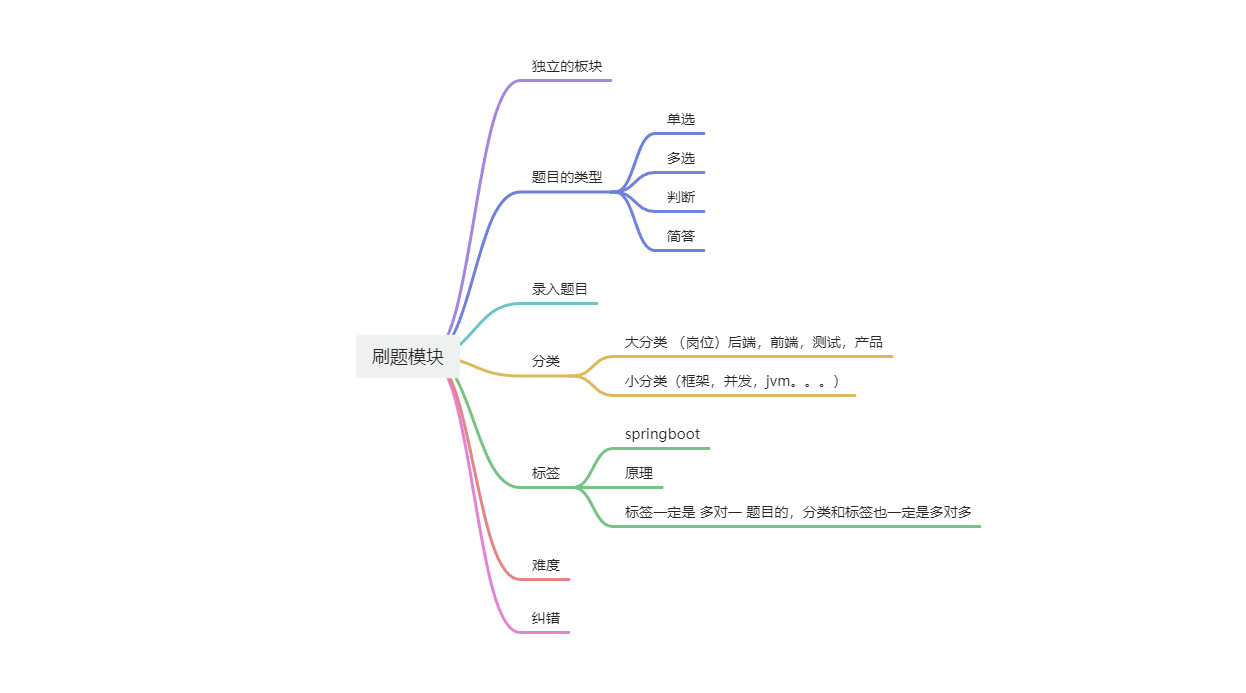 刷题模块
独立的板块
题目的类型
单选
多选
判断
简答
录入题目
分类
大分类 （岗位）后端，前端，测试，产品
小分类（框架，并发，jvm。。。）
标签
springboot
原理
标签一定是 多对一 题目的，分类和标签也一定是多对多
难度
纠错